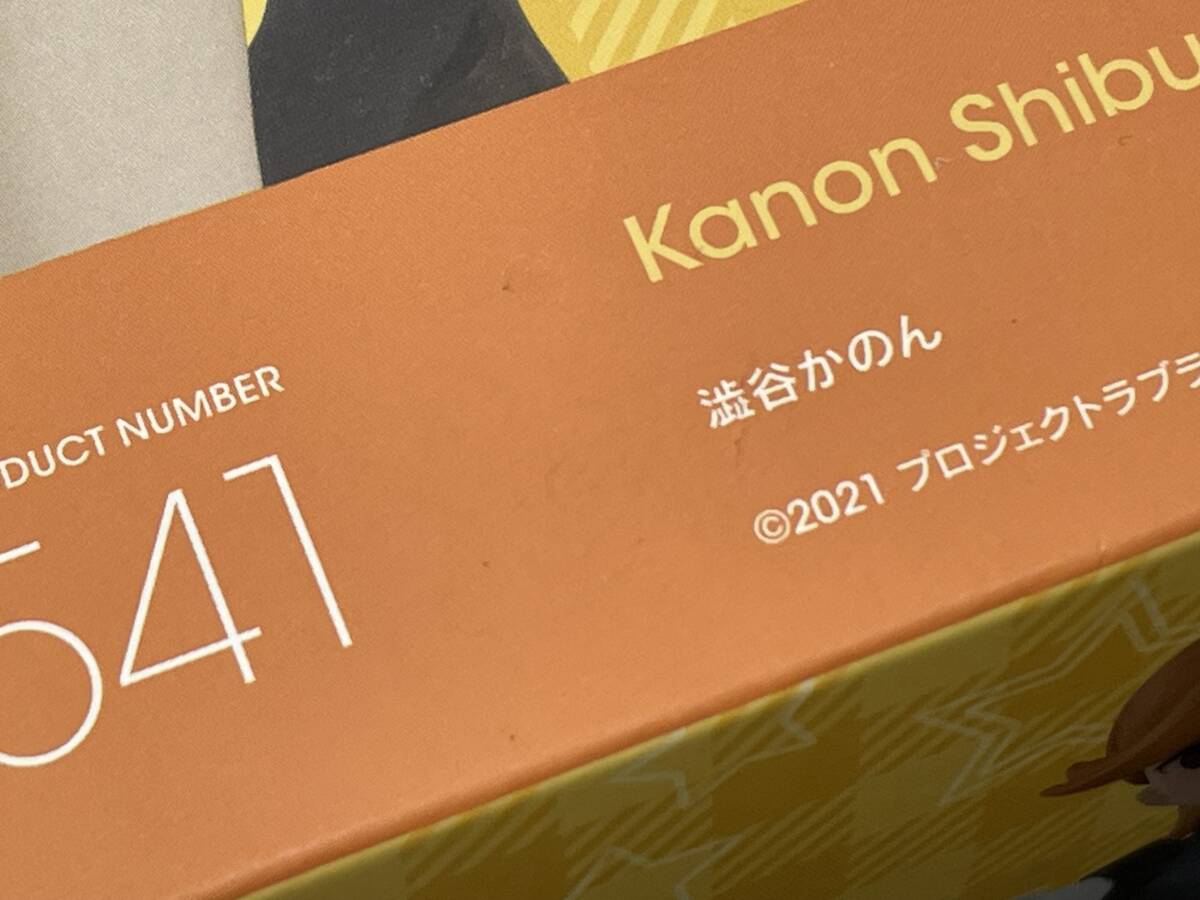 Kanon Shibu
澁谷かのん
©2021 プロジェクトラブラ
DUCT NUMBER
541